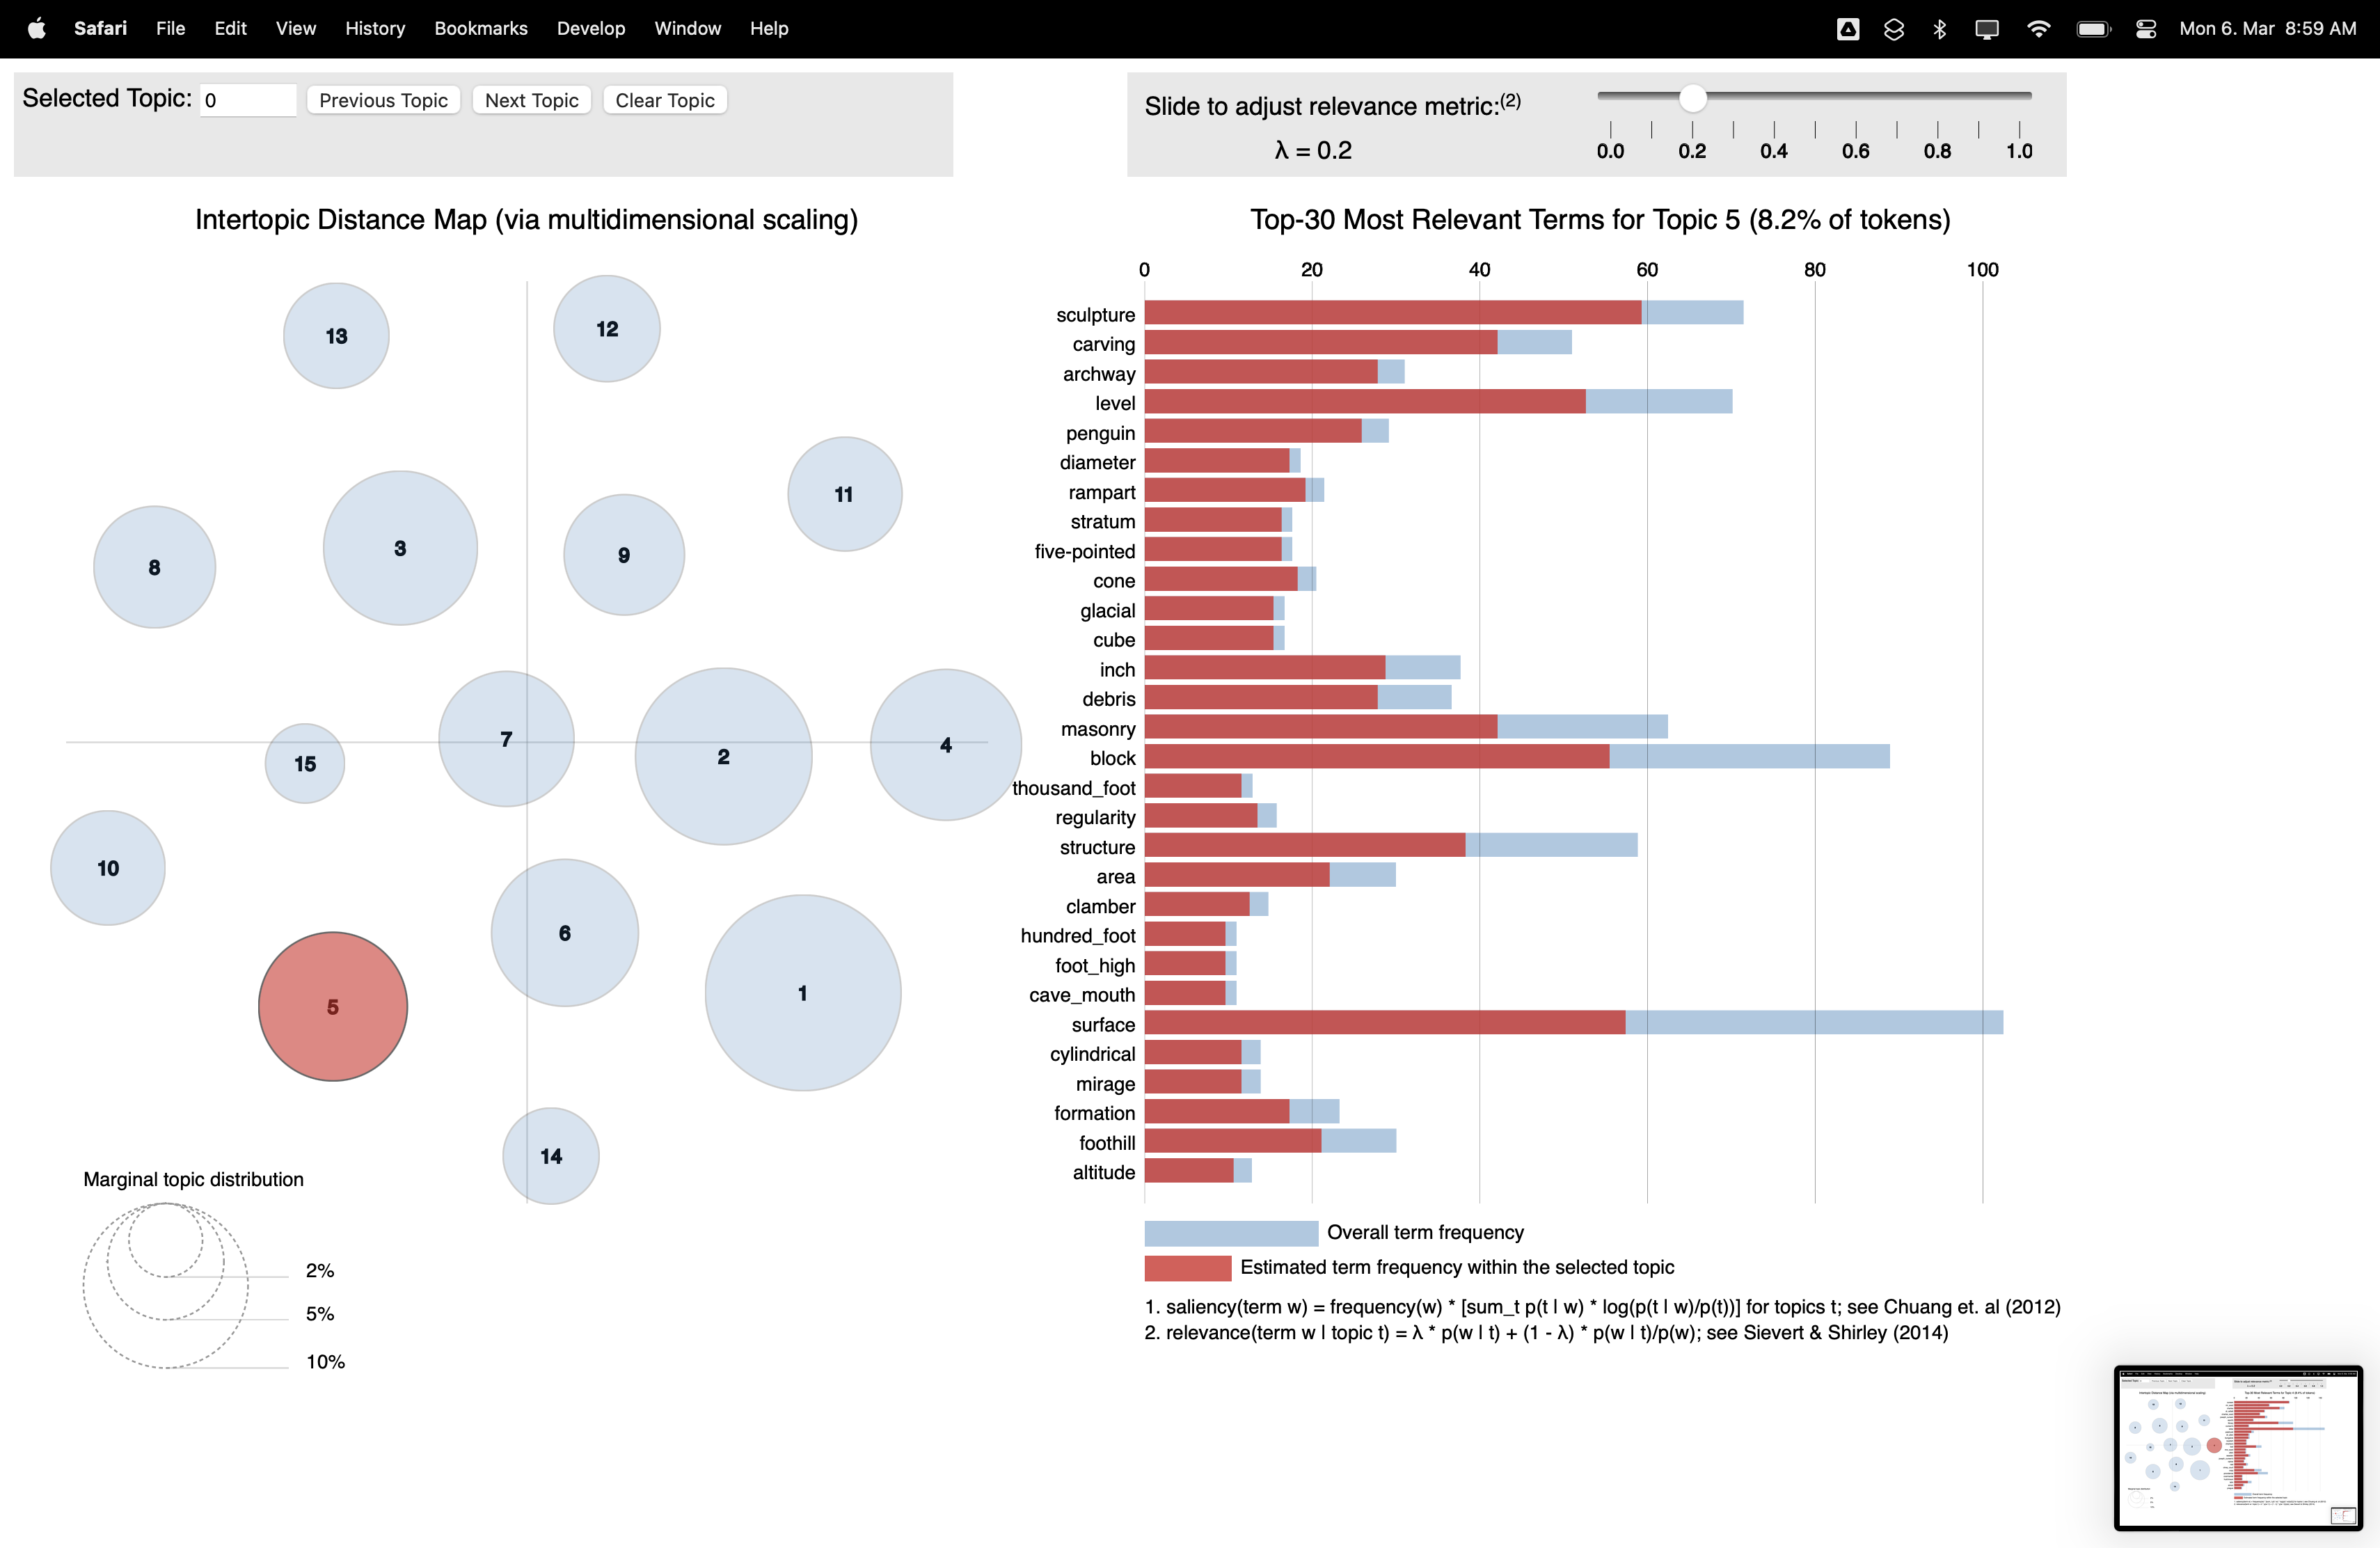 Safari File Edit View History Bookmarks Develop Window Help Mon 6. Mar 8:59 AM
Selected Topic: 0 Previous Topic Next Topic Clear Topic
Slide to adjust relevance metric:(2)
λ = 0.2
0.0 0.2 0.4 0.6 0.8 1.0
Intertopic Distance Map (via multidimensional scaling)
13
12
11
3
9
8
7
4
2
15
10
6
1
5
14
Marginal topic distribution
2%
5%
10%
Top-30 Most Relevant Terms for Topic 5 (8.2% of tokens)
0 20 40 60 80 100
sculpture
carving
archway
level
penguin
diameter
rampart
stratum
five-pointed
cone
glacial
cube
inch
debris
masonry
block
thousand_foot
regularity
structure
area
clamber
hundred_foot
foot_high
cave_mouth
surface
cylindrical
mirage
formation
foothill
altitude
Overall term frequency
Estimated term frequency within the selected topic
1. saliency(term w) = frequency(w) * [sum_t p(t | w) * log(p(t | w)/p(t))] for topics t; see Chuang et. al (2012)
2. relevance(term w | topic t) = λ * p(w | t) + (1 - λ) * p(w | t)/p(w); see Sievert & Shirley (2014)